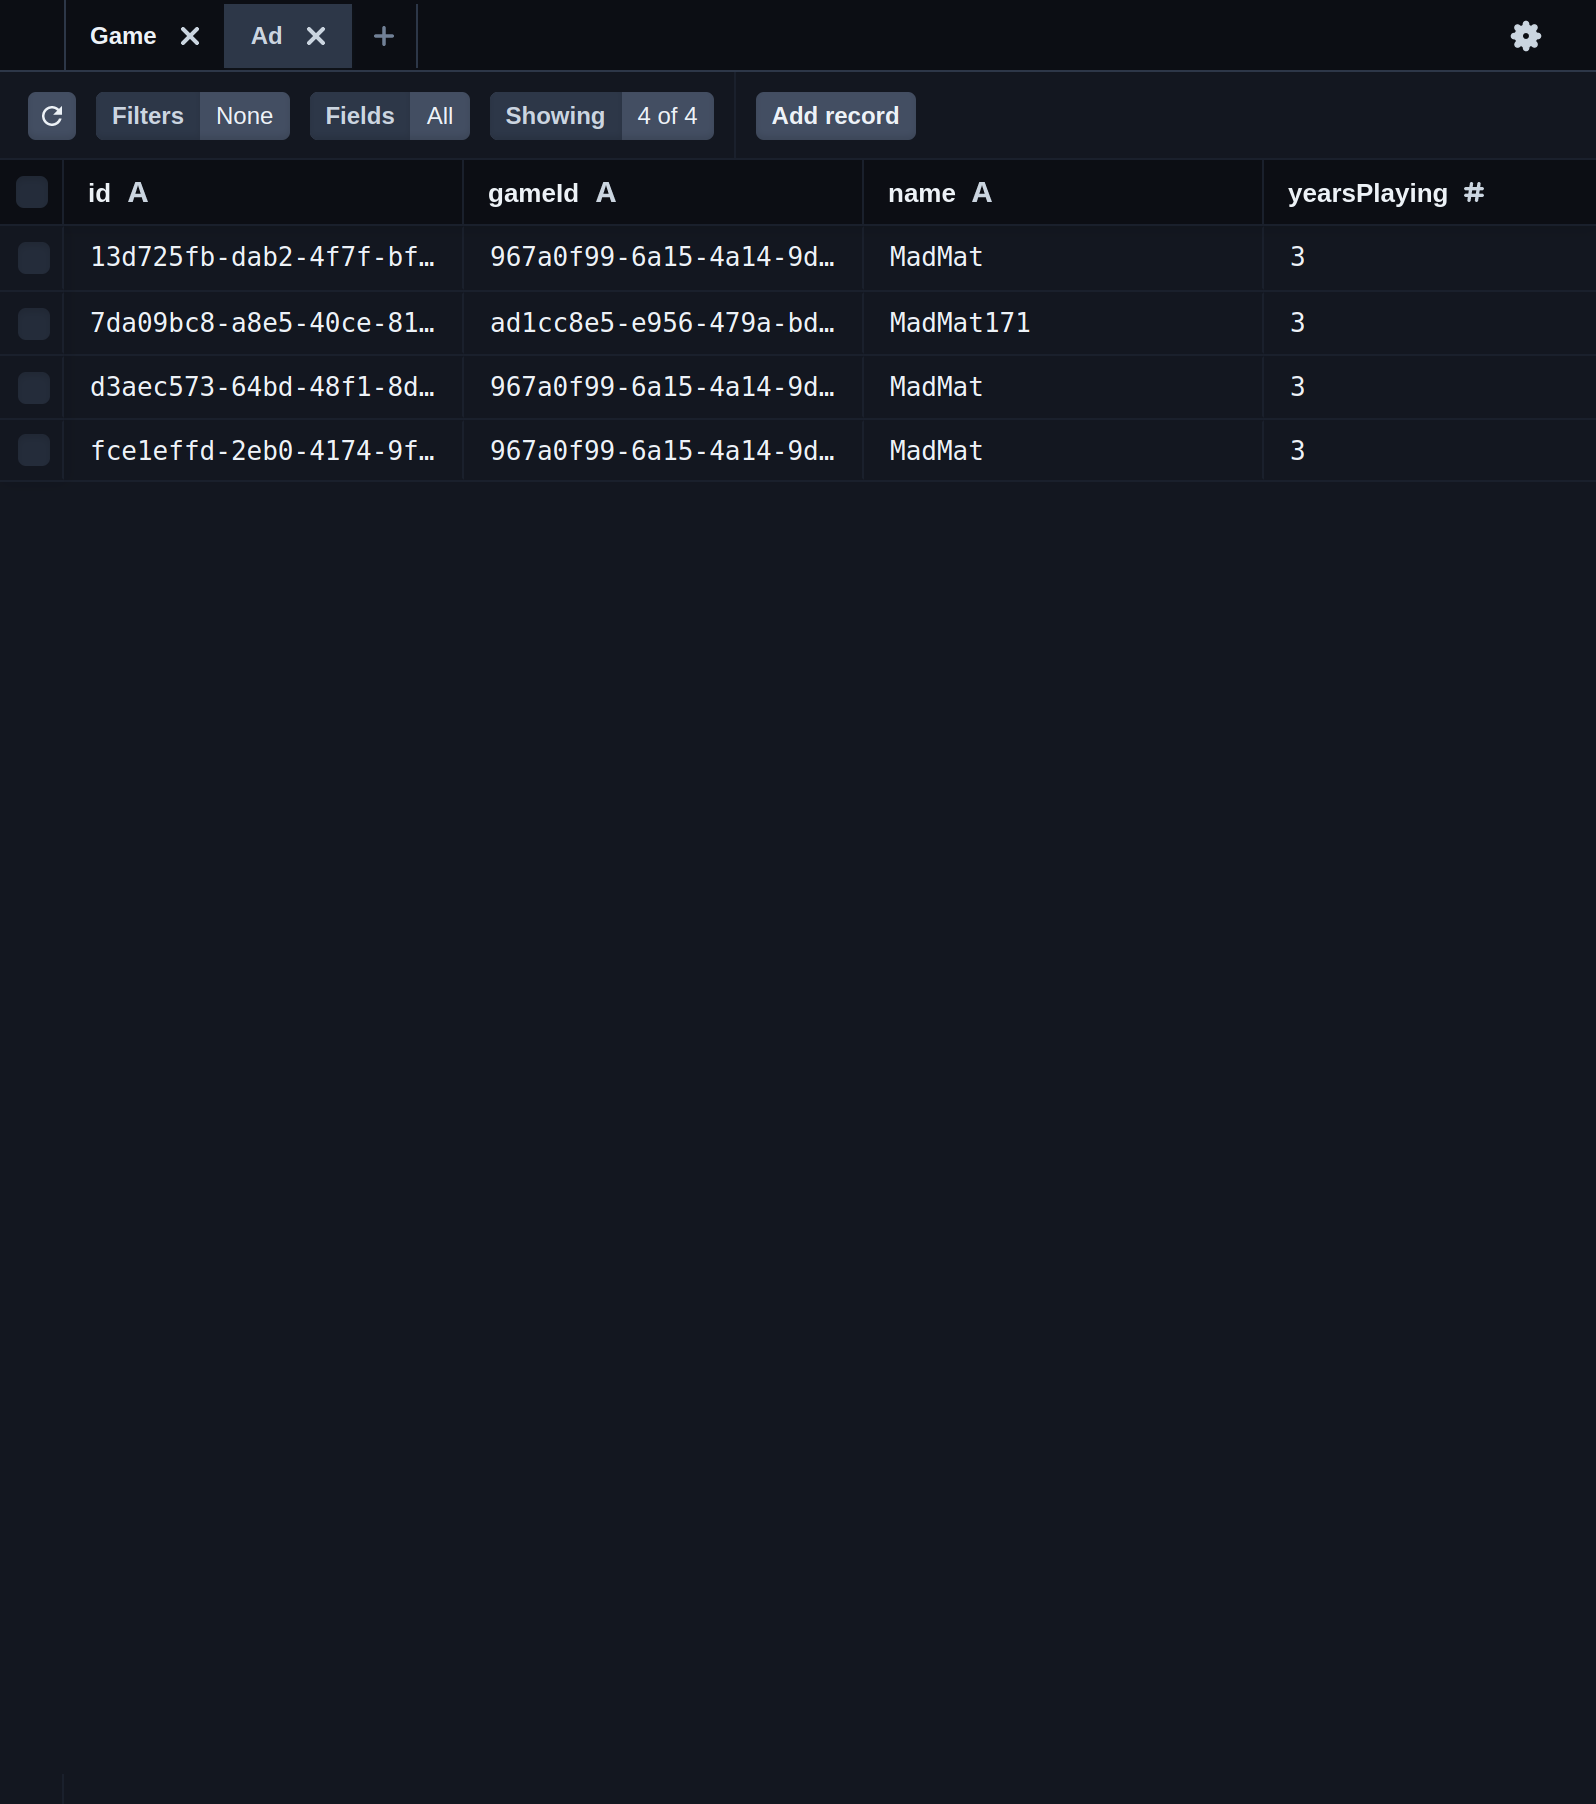 Game Ad
Filters None Fields All Showing 4 of 4 Add record
id A gameId A name A yearsPlaying #
13d725fb-dab2-4f7f-bf… 967a0f99-6a15-4a14-9d… MadMat 3
7da09bc8-a8e5-40ce-81… ad1cc8e5-e956-479a-bd… MadMat171 3
d3aec573-64bd-48f1-8d… 967a0f99-6a15-4a14-9d… MadMat 3
fce1effd-2eb0-4174-9f… 967a0f99-6a15-4a14-9d… MadMat 3